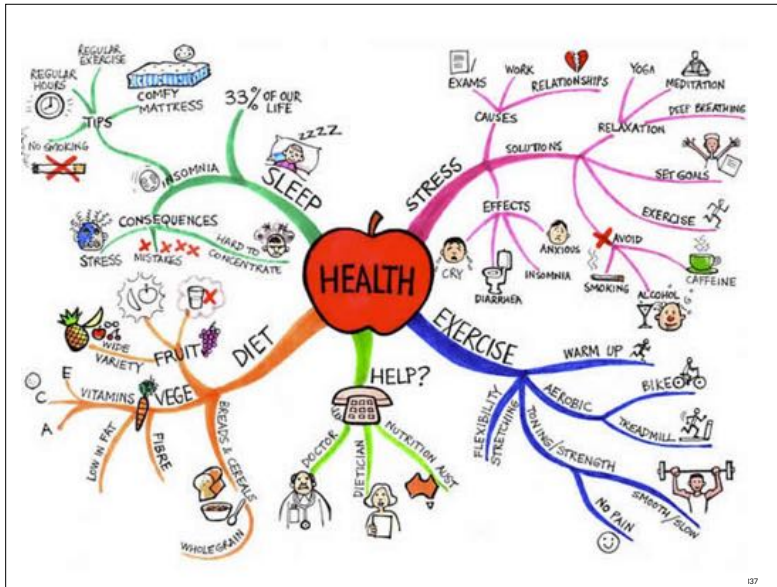 HEALTH
SLEEP
33% OF OUR
LIFE
ZZZZ
INSOMNIA
TIPS
REGULAR
EXERCISE
REGULAR
HOURS
COMFY
MATTRESS
NO SMOKING
CONSEQUENCES
STRESS
MISTAKES
HARD TO
CONCENTRATE
STRESS
CAUSES
EXAMS
WORK
RELATIONSHIPS
SOLUTIONS
RELAXATION
YOGA
MEDITATION
DEEP BREATHING
SET GOALS
EXERCISE
AVOID
SMOKING
ALCOHOL
CAFFEINE
EFFECTS
CRY
DIARRHEA
INSOMNIA
ANXIOUS
EXERCISE
WARM UP
AEROBIC
BIKE
TREADMILL
TONING/STRENGTH
SMOOTH/SLOW
NO PAIN
FLEXIBILITY
STRETCHING
HELP?
DOCTOR
DIETICIAN
NUTRITION AUST
DIET
FRUIT
WIDE
VARIETY
VEGE
VITAMINS
E
C
A
LOW IN FAT
FIBRE
BREADS & CEREALS
WHOLEGRAIN
137